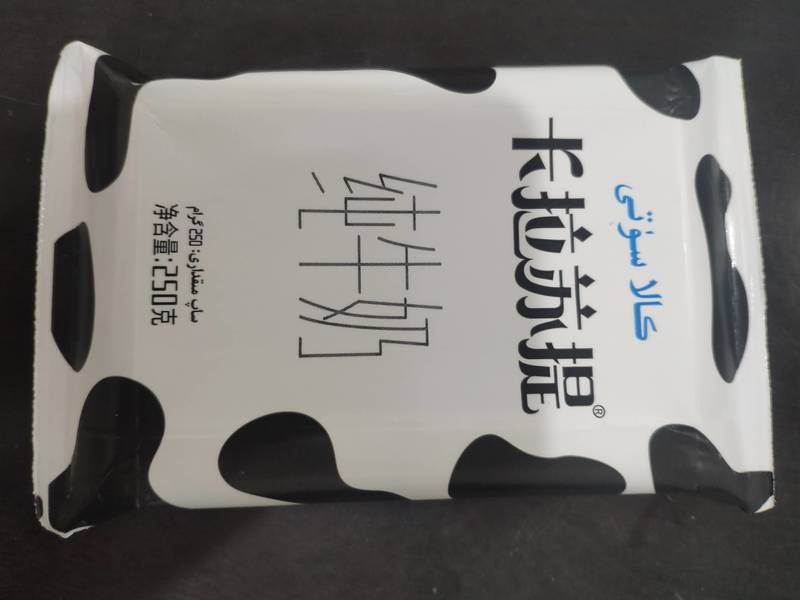 كالا سۈتى
卡拉苏提®
纯牛奶
ساپ مىقدارى: 250 گرام
净含量:250克